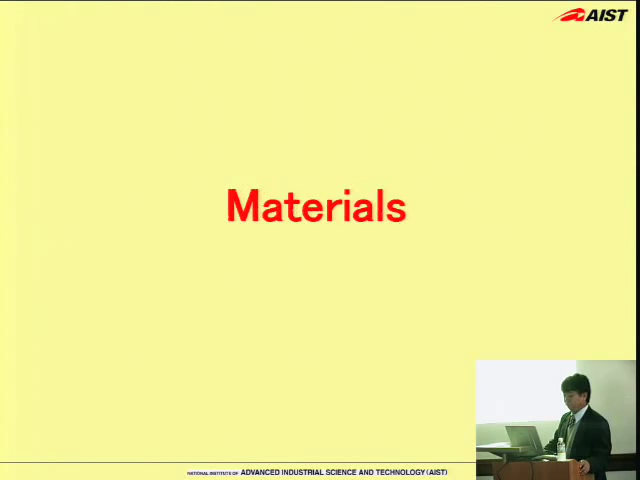 AIST
Materials
NATIONAL INSTITUTE OF ADVANCED INDUSTRIAL SCIENCE AND TECHNOLOGY (AIST)